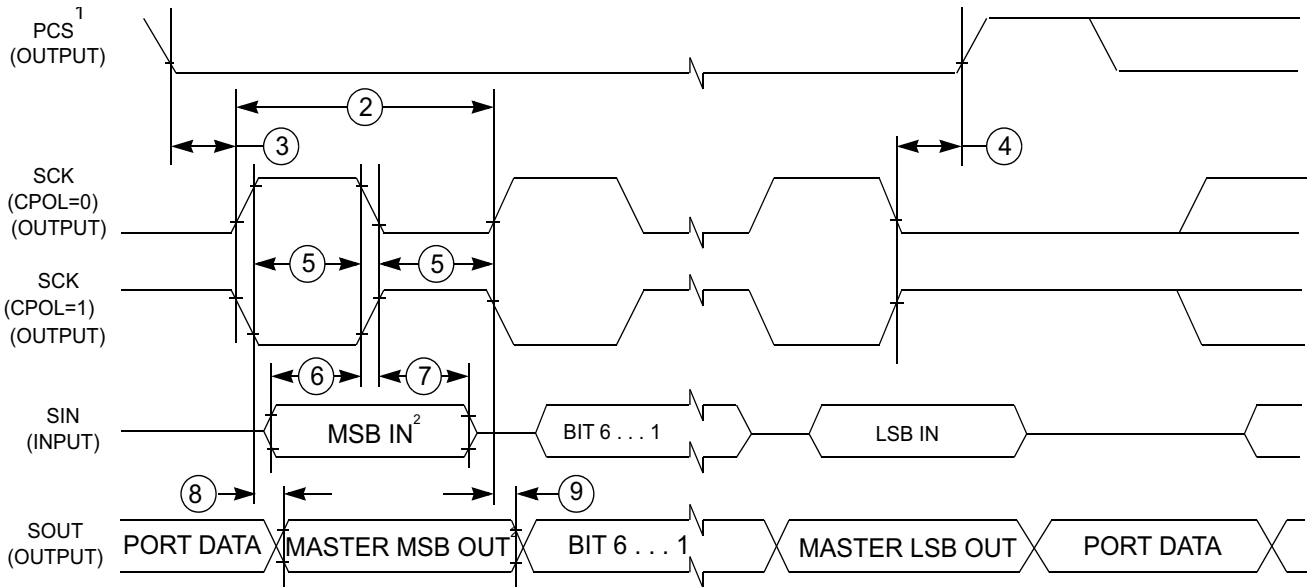 PCS1
(OUTPUT)
2
3
4
SCK
(CPOL=0)
(OUTPUT)
5
5
SCK
(CPOL=1)
(OUTPUT)
6
7
SIN
(INPUT)
MSB IN2
BIT 6 . . . 1
LSB IN
8
9
SOUT
(OUTPUT)
PORT DATA
MASTER MSB OUT2
BIT 6 . . . 1
MASTER LSB OUT
PORT DATA